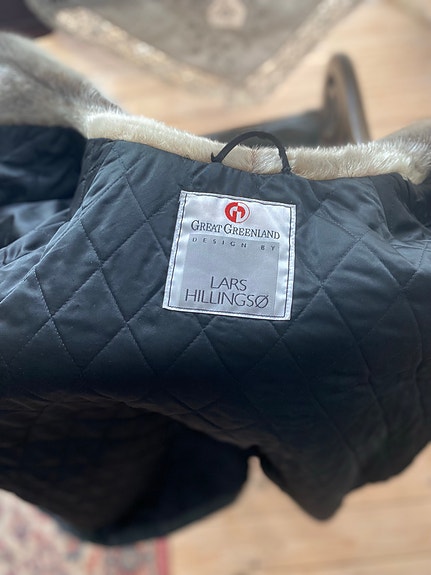 GREAT GREENLAND
DESIGN BY
LARS
HILLINGSØ